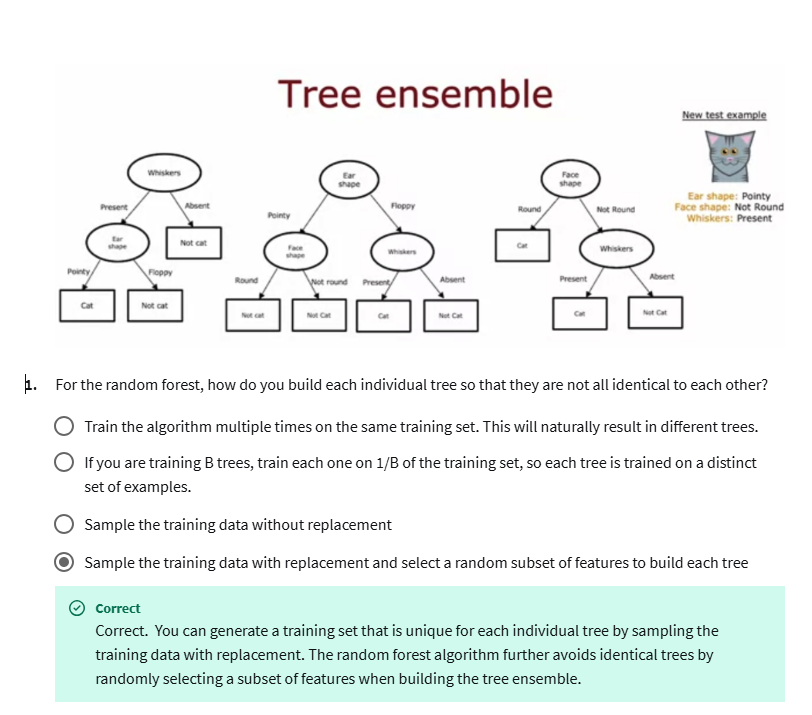 Tree ensemble
New test example
Ear shape: Pointy
Face shape: Not Round
Whiskers: Present
Whiskers
Present
Absent
Ear shape
Not cat
Pointy
Floppy
Cat
Not cat
Ear shape
Pointy
Floppy
Face shape
Whiskers
Round
Not round
Present
Absent
Not cat
Not Cat
Cat
Not Cat
Face shape
Round
Not Round
Cat
Whiskers
Present
Absent
Cat
Not Cat
1. For the random forest, how do you build each individual tree so that they are not all identical to each other?
Train the algorithm multiple times on the same training set. This will naturally result in different trees.
If you are training B trees, train each one on 1/B of the training set, so each tree is trained on a distinct
set of examples.
Sample the training data without replacement
Sample the training data with replacement and select a random subset of features to build each tree
Correct
Correct. You can generate a training set that is unique for each individual tree by sampling the
training data with replacement. The random forest algorithm further avoids identical trees by
randomly selecting a subset of features when building the tree ensemble.